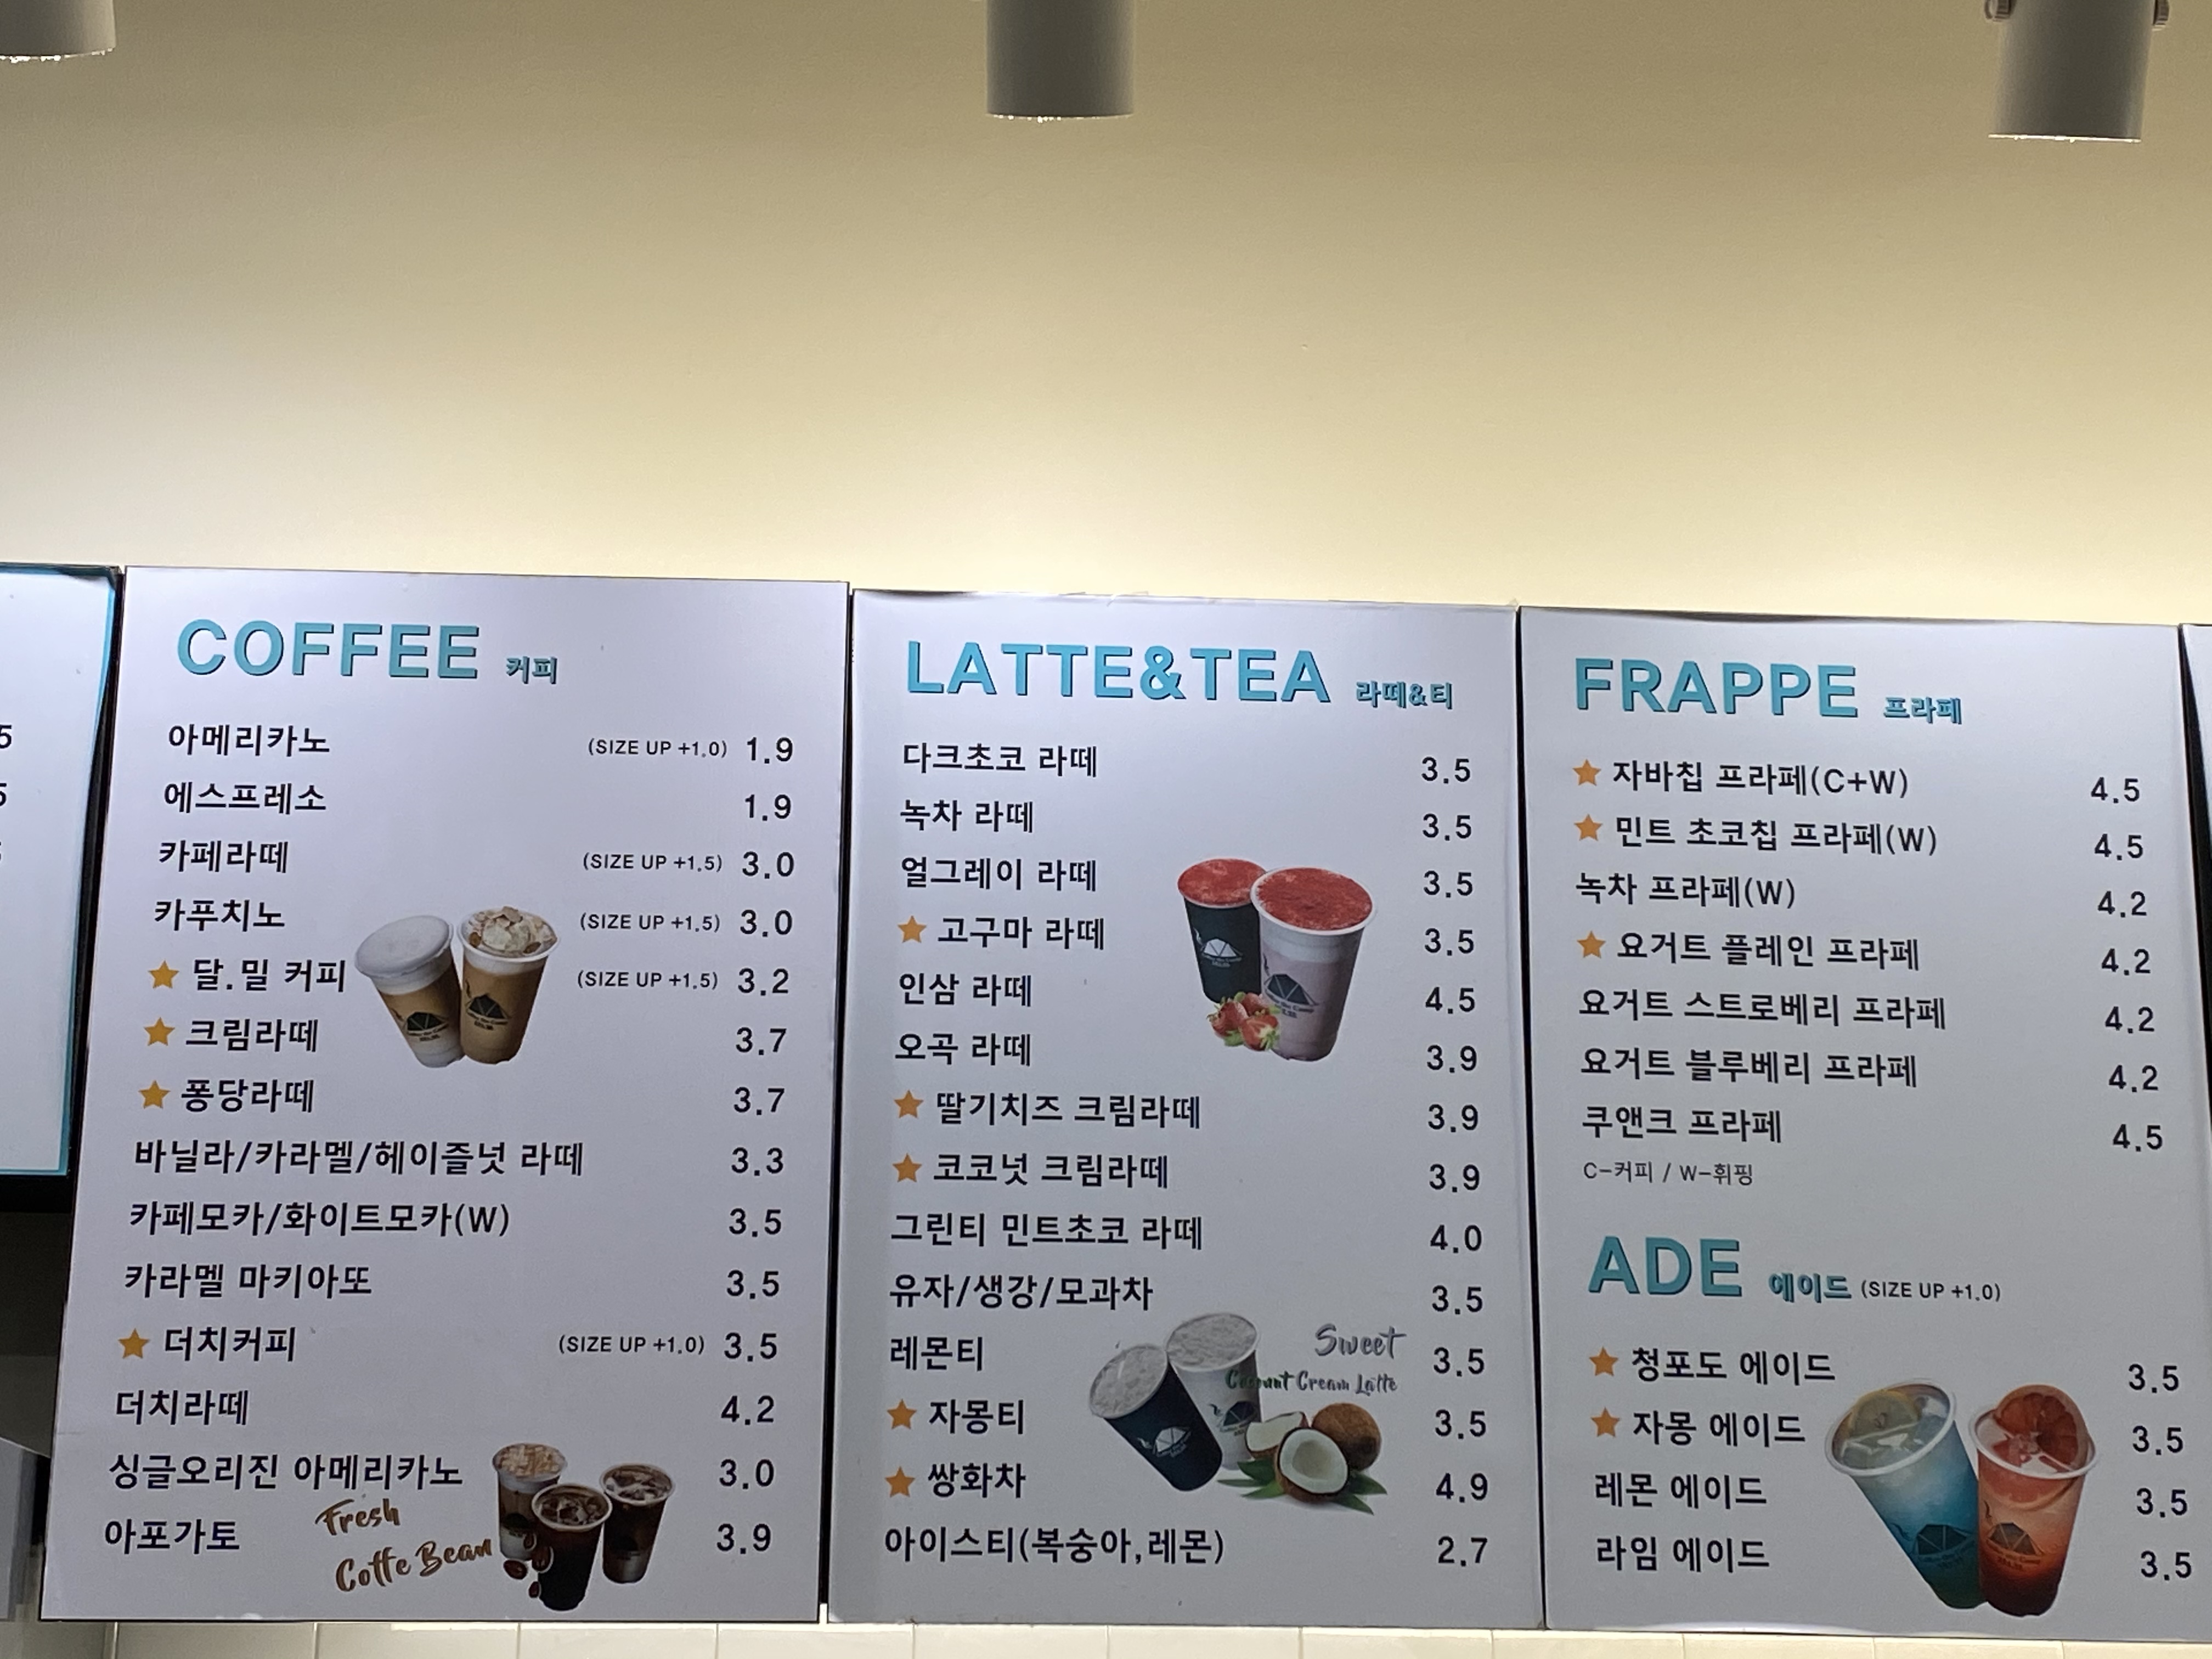 5
5
COFFEE 커피
아메리카노 (SIZE UP +1.0) 1.9
에스프레소 1.9
카페라떼 (SIZE UP +1.5) 3.0
카푸치노 (SIZE UP +1.5) 3.0
★ 달.밀 커피 (SIZE UP +1.5) 3.2
★ 크림라떼 3.7
★ 퐁당라떼 3.7
바닐라/카라멜/헤이즐넛 라떼 3.3
카페모카/화이트모카(W) 3.5
카라멜 마키아또 3.5
★ 더치커피 (SIZE UP +1.0) 3.5
더치라떼 4.2
싱글오리진 아메리카노 3.0
아포가토 3.9
Fresh
Coffe Bean
LATTE&TEA 라떼&티
다크초코 라떼 3.5
녹차 라떼 3.5
얼그레이 라떼 3.5
★ 고구마 라떼 3.5
인삼 라떼 4.5
오곡 라떼 3.9
★ 딸기치즈 크림라떼 3.9
★ 코코넛 크림라떼 3.9
그린티 민트초코 라떼 4.0
유자/생강/모과차 3.5
레몬티 3.5
★ 자몽티 3.5
★ 쌍화차 4.9
아이스티(복숭아,레몬) 2.7
Sweet
Coconut Cream Latte
FRAPPE 프라페
★ 자바칩 프라페(C+W) 4.5
★ 민트 초코칩 프라페(W) 4.5
녹차 프라페(W) 4.2
★ 요거트 플레인 프라페 4.2
요거트 스트로베리 프라페 4.2
요거트 블루베리 프라페 4.2
쿠앤크 프라페 4.5
C-커피 / W-휘핑
ADE 에이드 (SIZE UP +1.0)
★ 청포도 에이드 3.5
★ 자몽 에이드 3.5
레몬 에이드 3.5
라임 에이드 3.5